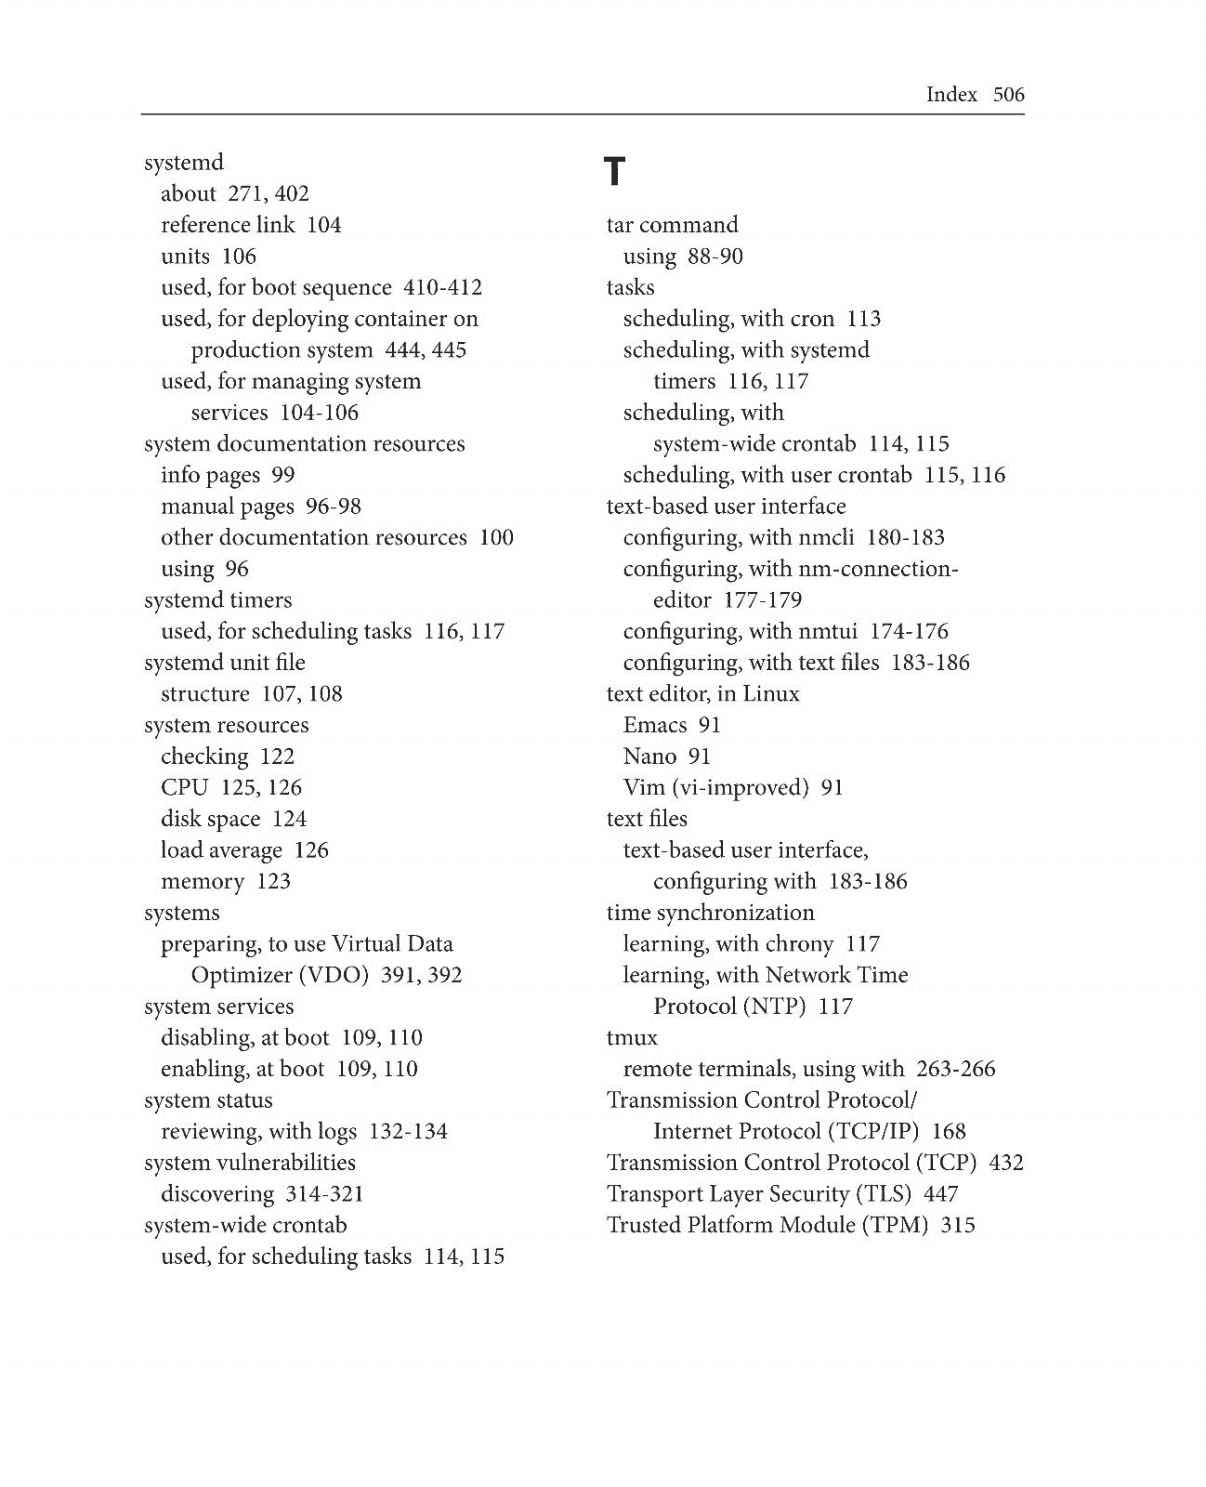 Index 506
systemd
about 271, 402
reference link 104
units 106
used, for boot sequence 410-412
used, for deploying container on
production system 444, 445
used, for managing system
services 104-106
system documentation resources
info pages 99
manual pages 96-98
other documentation resources 100
using 96
systemd timers
used, for scheduling tasks 116, 117
systemd unit file
structure 107, 108
system resources
checking 122
CPU 125, 126
disk space 124
load average 126
memory 123
systems
preparing, to use Virtual Data
Optimizer (VDO) 391, 392
system services
disabling, at boot 109, 110
enabling, at boot 109, 110
system status
reviewing, with logs 132-134
system vulnerabilities
discovering 314-321
system-wide crontab
used, for scheduling tasks 114, 115
T
tar command
using 88-90
tasks
scheduling, with cron 113
scheduling, with systemd
timers 116, 117
scheduling, with
system-wide crontab 114, 115
scheduling, with user crontab 115, 116
text-based user interface
configuring, with nmcli 180-183
configuring, with nm-connection-
editor 177-179
configuring, with nmtui 174-176
configuring, with text files 183-186
text editor, in Linux
Emacs 91
Nano 91
Vim (vi-improved) 91
text files
text-based user interface,
configuring with 183-186
time synchronization
learning, with chrony 117
learning, with Network Time
Protocol (NTP) 117
tmux
remote terminals, using with 263-266
Transmission Control Protocol/
Internet Protocol (TCP/IP) 168
Transmission Control Protocol (TCP) 432
Transport Layer Security (TLS) 447
Trusted Platform Module (TPM) 315